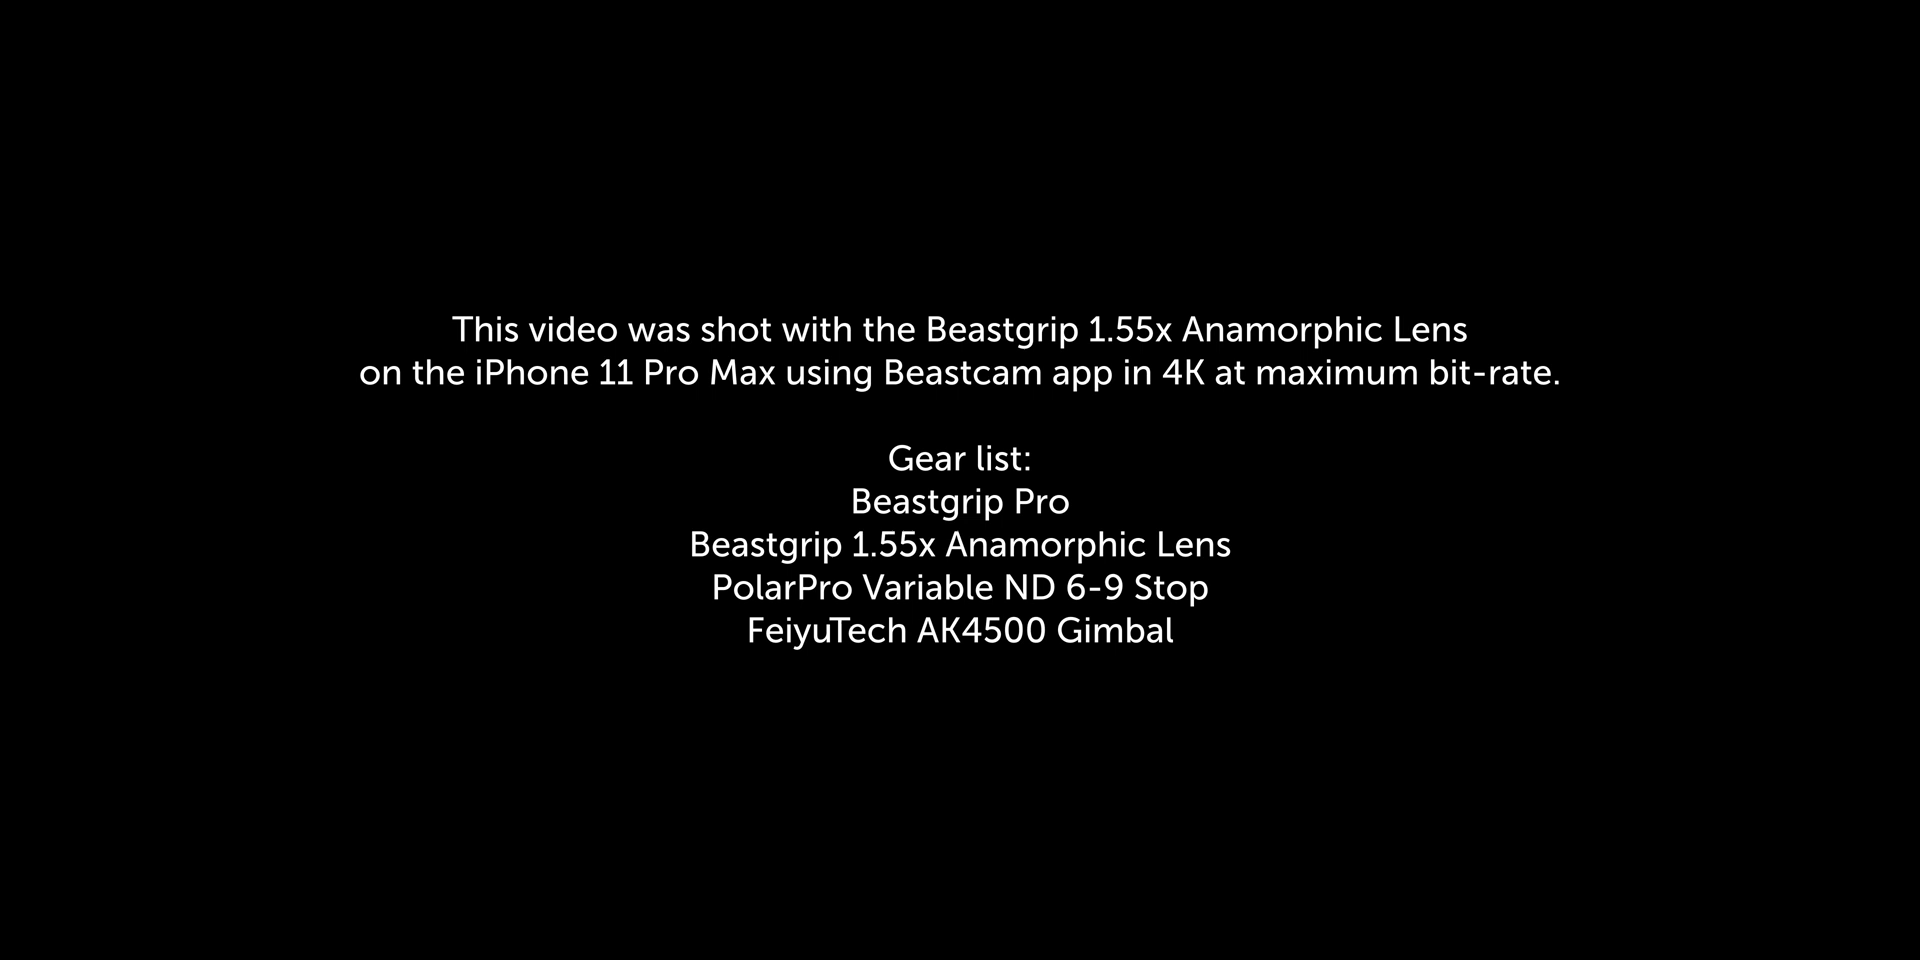 This video was shot with the Beastgrip 1.55x Anamorphic Lens
on the iPhone 11 Pro Max using Beastcam app in 4K at maximum bit-rate.
Gear list:
Beastgrip Pro
Beastgrip 1.55x Anamorphic Lens
PolarPro Variable ND 6-9 Stop
FeiyuTech AK4500 Gimbal